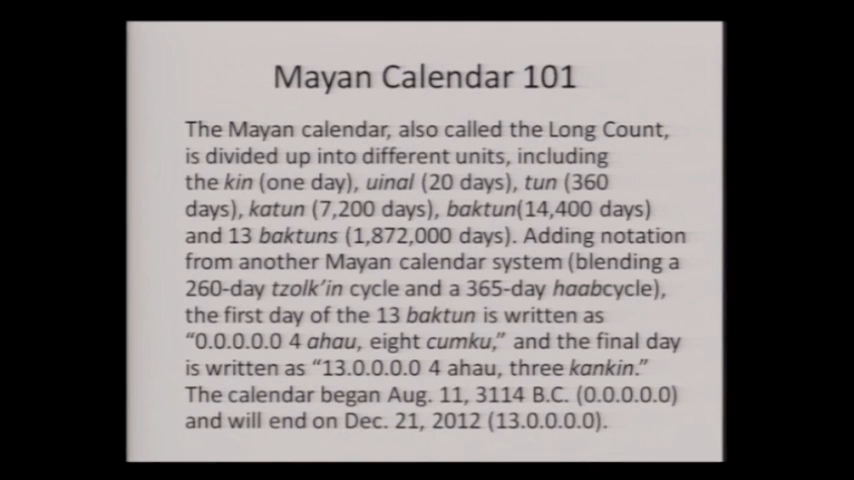 Mayan Calendar 101
The Mayan calendar, also called the Long Count,
is divided up into different units, including
the kin (one day), uinal (20 days), tun (360
days), katun (7,200 days), baktun(14,400 days)
and 13 baktuns (1,872,000 days). Adding notation
from another Mayan calendar system (blending a
260-day tzolk’in cycle and a 365-day haabcycle),
the first day of the 13 baktun is written as
“0.0.0.0.0 4 ahau, eight cumku,” and the final day
is written as “13.0.0.0.0 4 ahau, three kankin.”
The calendar began Aug. 11, 3114 B.C. (0.0.0.0.0)
and will end on Dec. 21, 2012 (13.0.0.0.0).